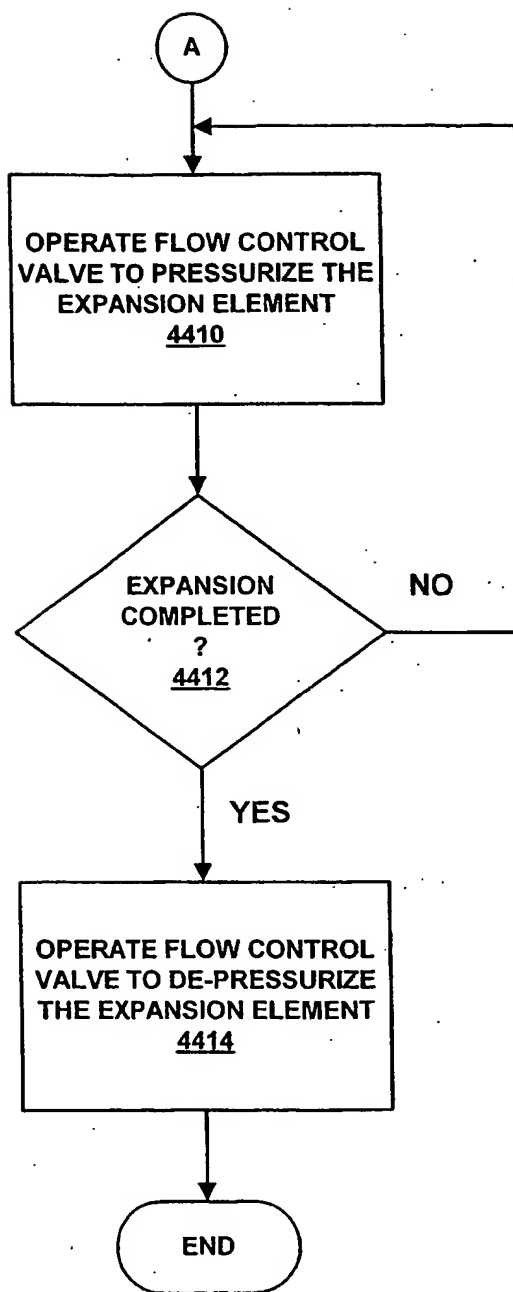 A
OPERATE FLOW CONTROL
VALVE TO PRESSURIZE THE
EXPANSION ELEMENT
4410
EXPANSION
COMPLETED
?
4412
NO
YES
OPERATE FLOW CONTROL
VALVE TO DE-PRESSURIZE
THE EXPANSION ELEMENT
4414
END